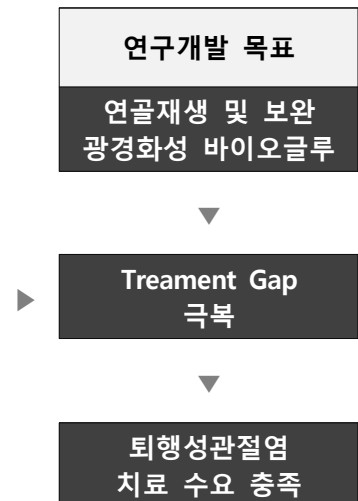 연구개발 목표
연골재생 및 보완
광경화성 바이오글루
Treament Gap
극복
퇴행성관절염
치료 수요 충족